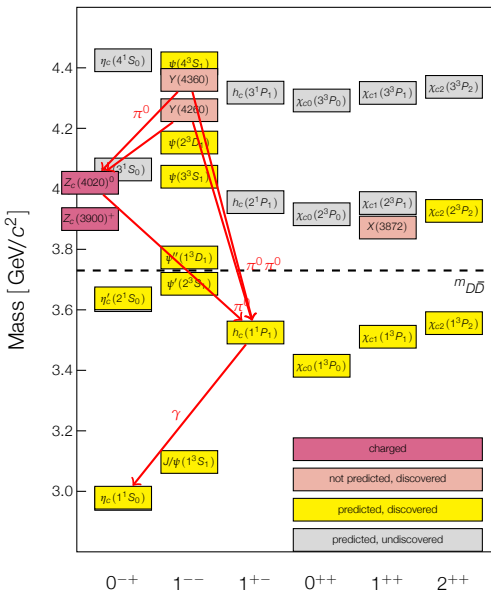 Mass [ GeV/c² ]
4.4
4.2
4
3.8
3.6
3.4
3.2
3.0
η_c(4¹S₀)
ψ(4³S₁)
Y(4360)
Y(4260)
π⁰
ψ(2³D₁)
(3¹S₀)
ψ(3³S₁)
Z_c(4020)⁰
Z_c(3900)⁺
h_c(3¹P₁)
χ_c0(3³P₀)
χ_c1(3³P₁)
χ_c2(3³P₂)
h_c(2¹P₁)
χ_c0(2³P₀)
χ_c1(2³P₁)
X(3872)
χ_c2(2³P₂)
ψ″(1³D₁)
ψ′(2³S₁)
η′_c(2¹S₀)
π⁰π⁰
m_DD̄
π⁰
h_c(1¹P₁)
χ_c0(1³P₀)
χ_c1(1³P₁)
χ_c2(1³P₂)
γ
J/ψ(1³S₁)
η_c(1¹S₀)
charged
not predicted, discovered
predicted, discovered
predicted, undiscovered
0⁻⁺ 1⁻⁻ 1⁺⁻ 0⁺⁺ 1⁺⁺ 2⁺⁺